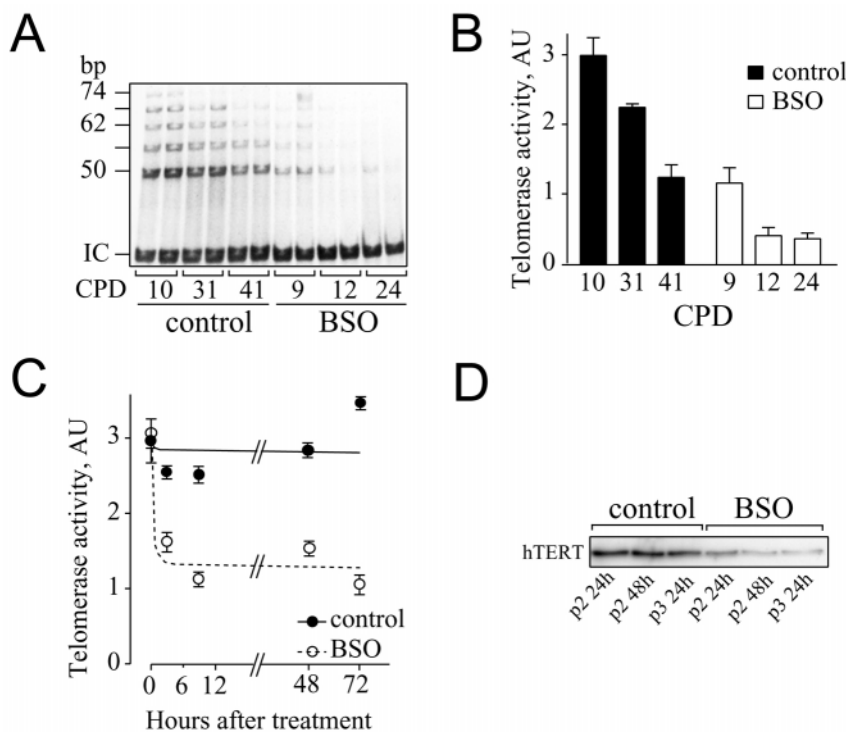 A
bp
74
62
50
IC
CPD 10 31 41 9 12 24
control BSO
B
Telomerase activity, AU
3
2
1
0
control
BSO
10 31 41 9 12 24
CPD
C
Telomerase activity, AU
3
2
1
0
control
BSO
0 6 12 48 72
Hours after treatment
D
control BSO
hTERT
p2 24h p2 48h p3 24h p2 24h p2 48h p3 24h